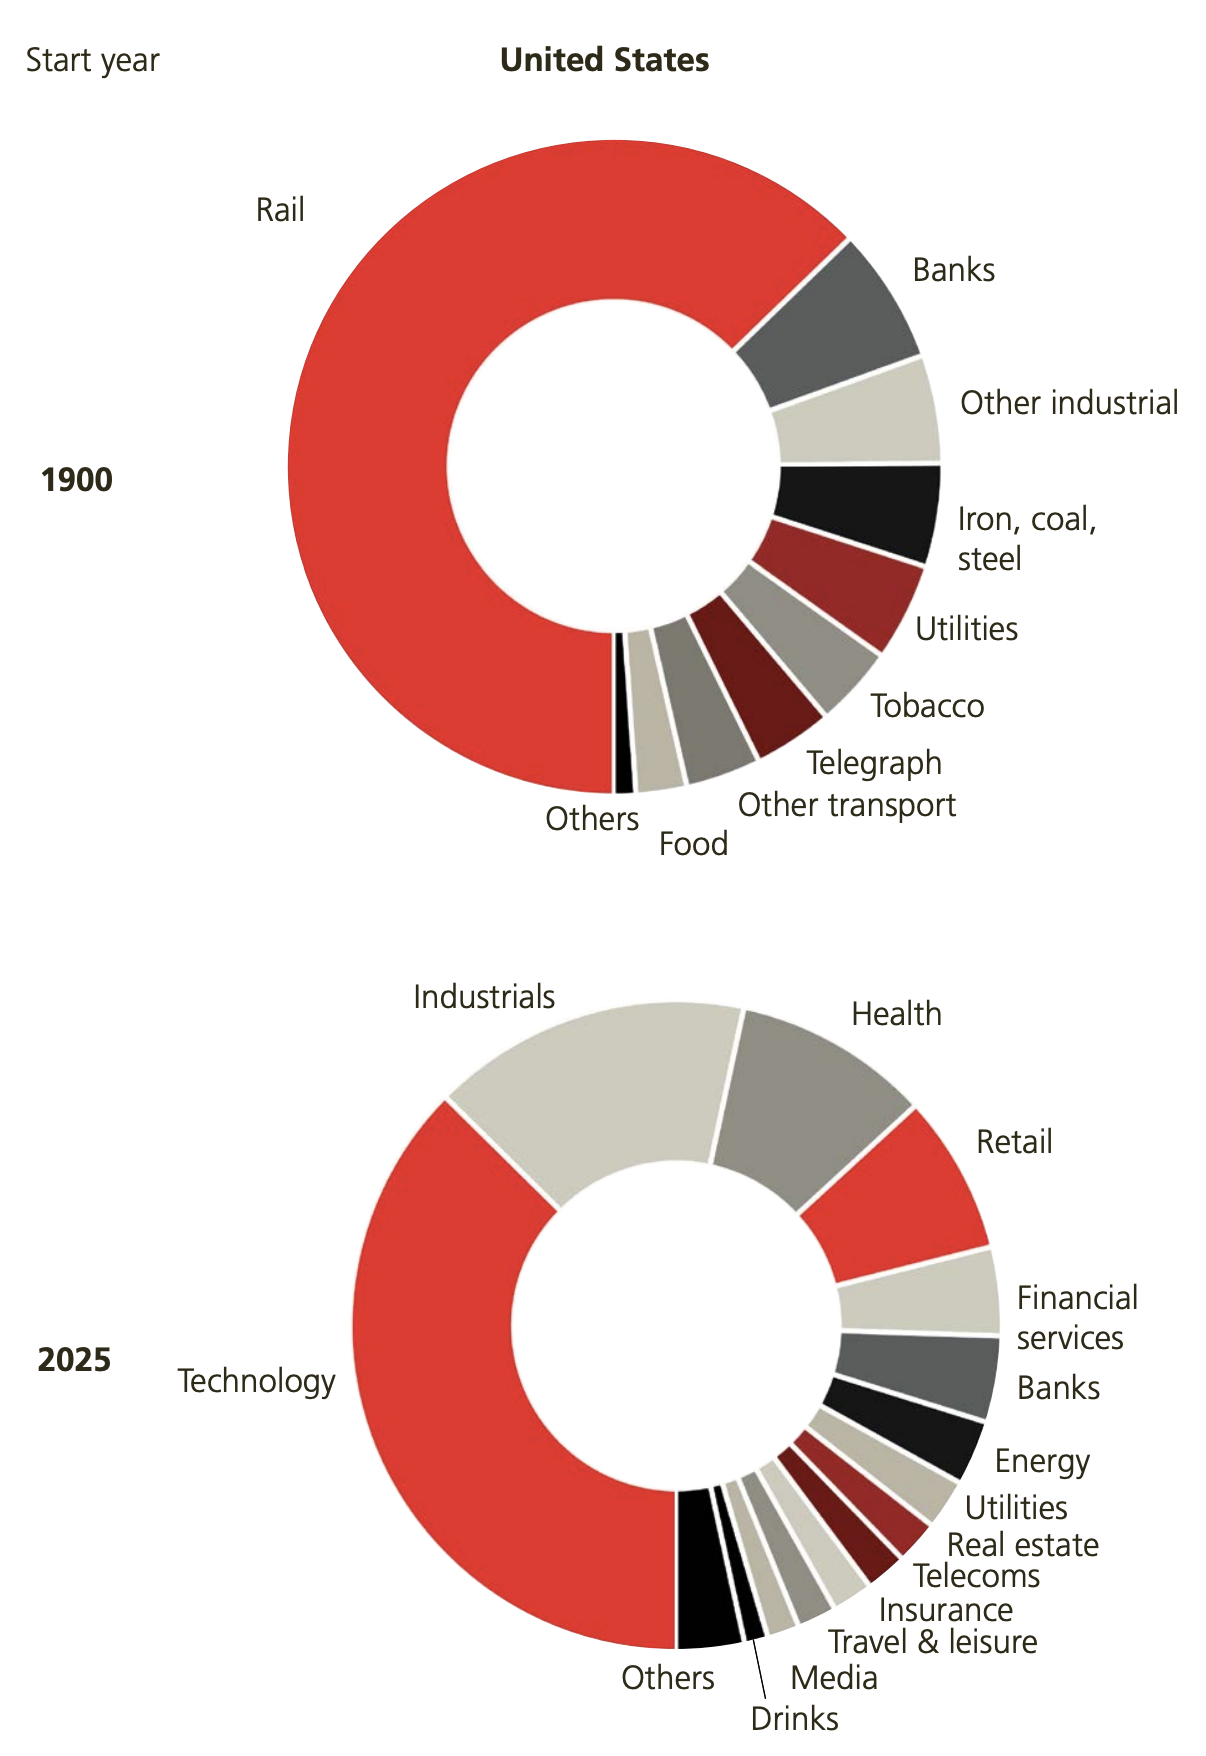 Start year
United States
Rail
Banks
Other industrial
1900
Iron, coal,
steel
Utilities
Tobacco
Telegraph
Other transport
Others
Food
Industrials
Health
Retail
Financial
services
2025
Technology
Banks
Energy
Utilities
Real estate
Telecoms
Insurance
Travel & leisure
Others
Media
Drinks